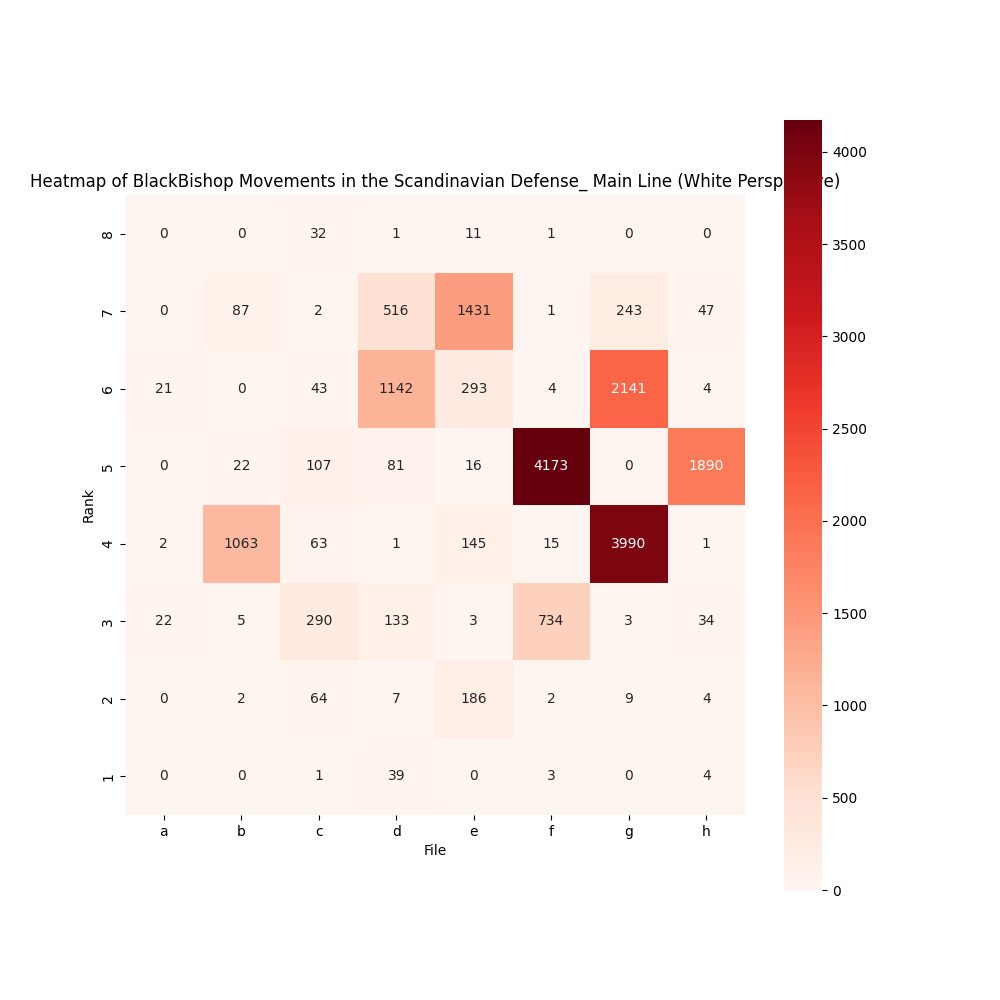 Heatmap of BlackBishop Movements in the Scandinavian Defense_ Main Line (White Persp    ve)
8 0 0 32 1 11 1 0 0
7 0 87 2 516 1431 1 243 47
6 21 0 43 1142 293 4 2141 4
5 0 22 107 81 16 4173 0 1890
4 2 1063 63 1 145 15 3990 1
3 22 5 290 133 3 734 3 34
2 0 2 64 7 186 2 9 4
1 0 0 1 39 0 3 0 4
a b c d e f g h
File
Rank
4000
3500
3000
2500
2000
1500
1000
500
0